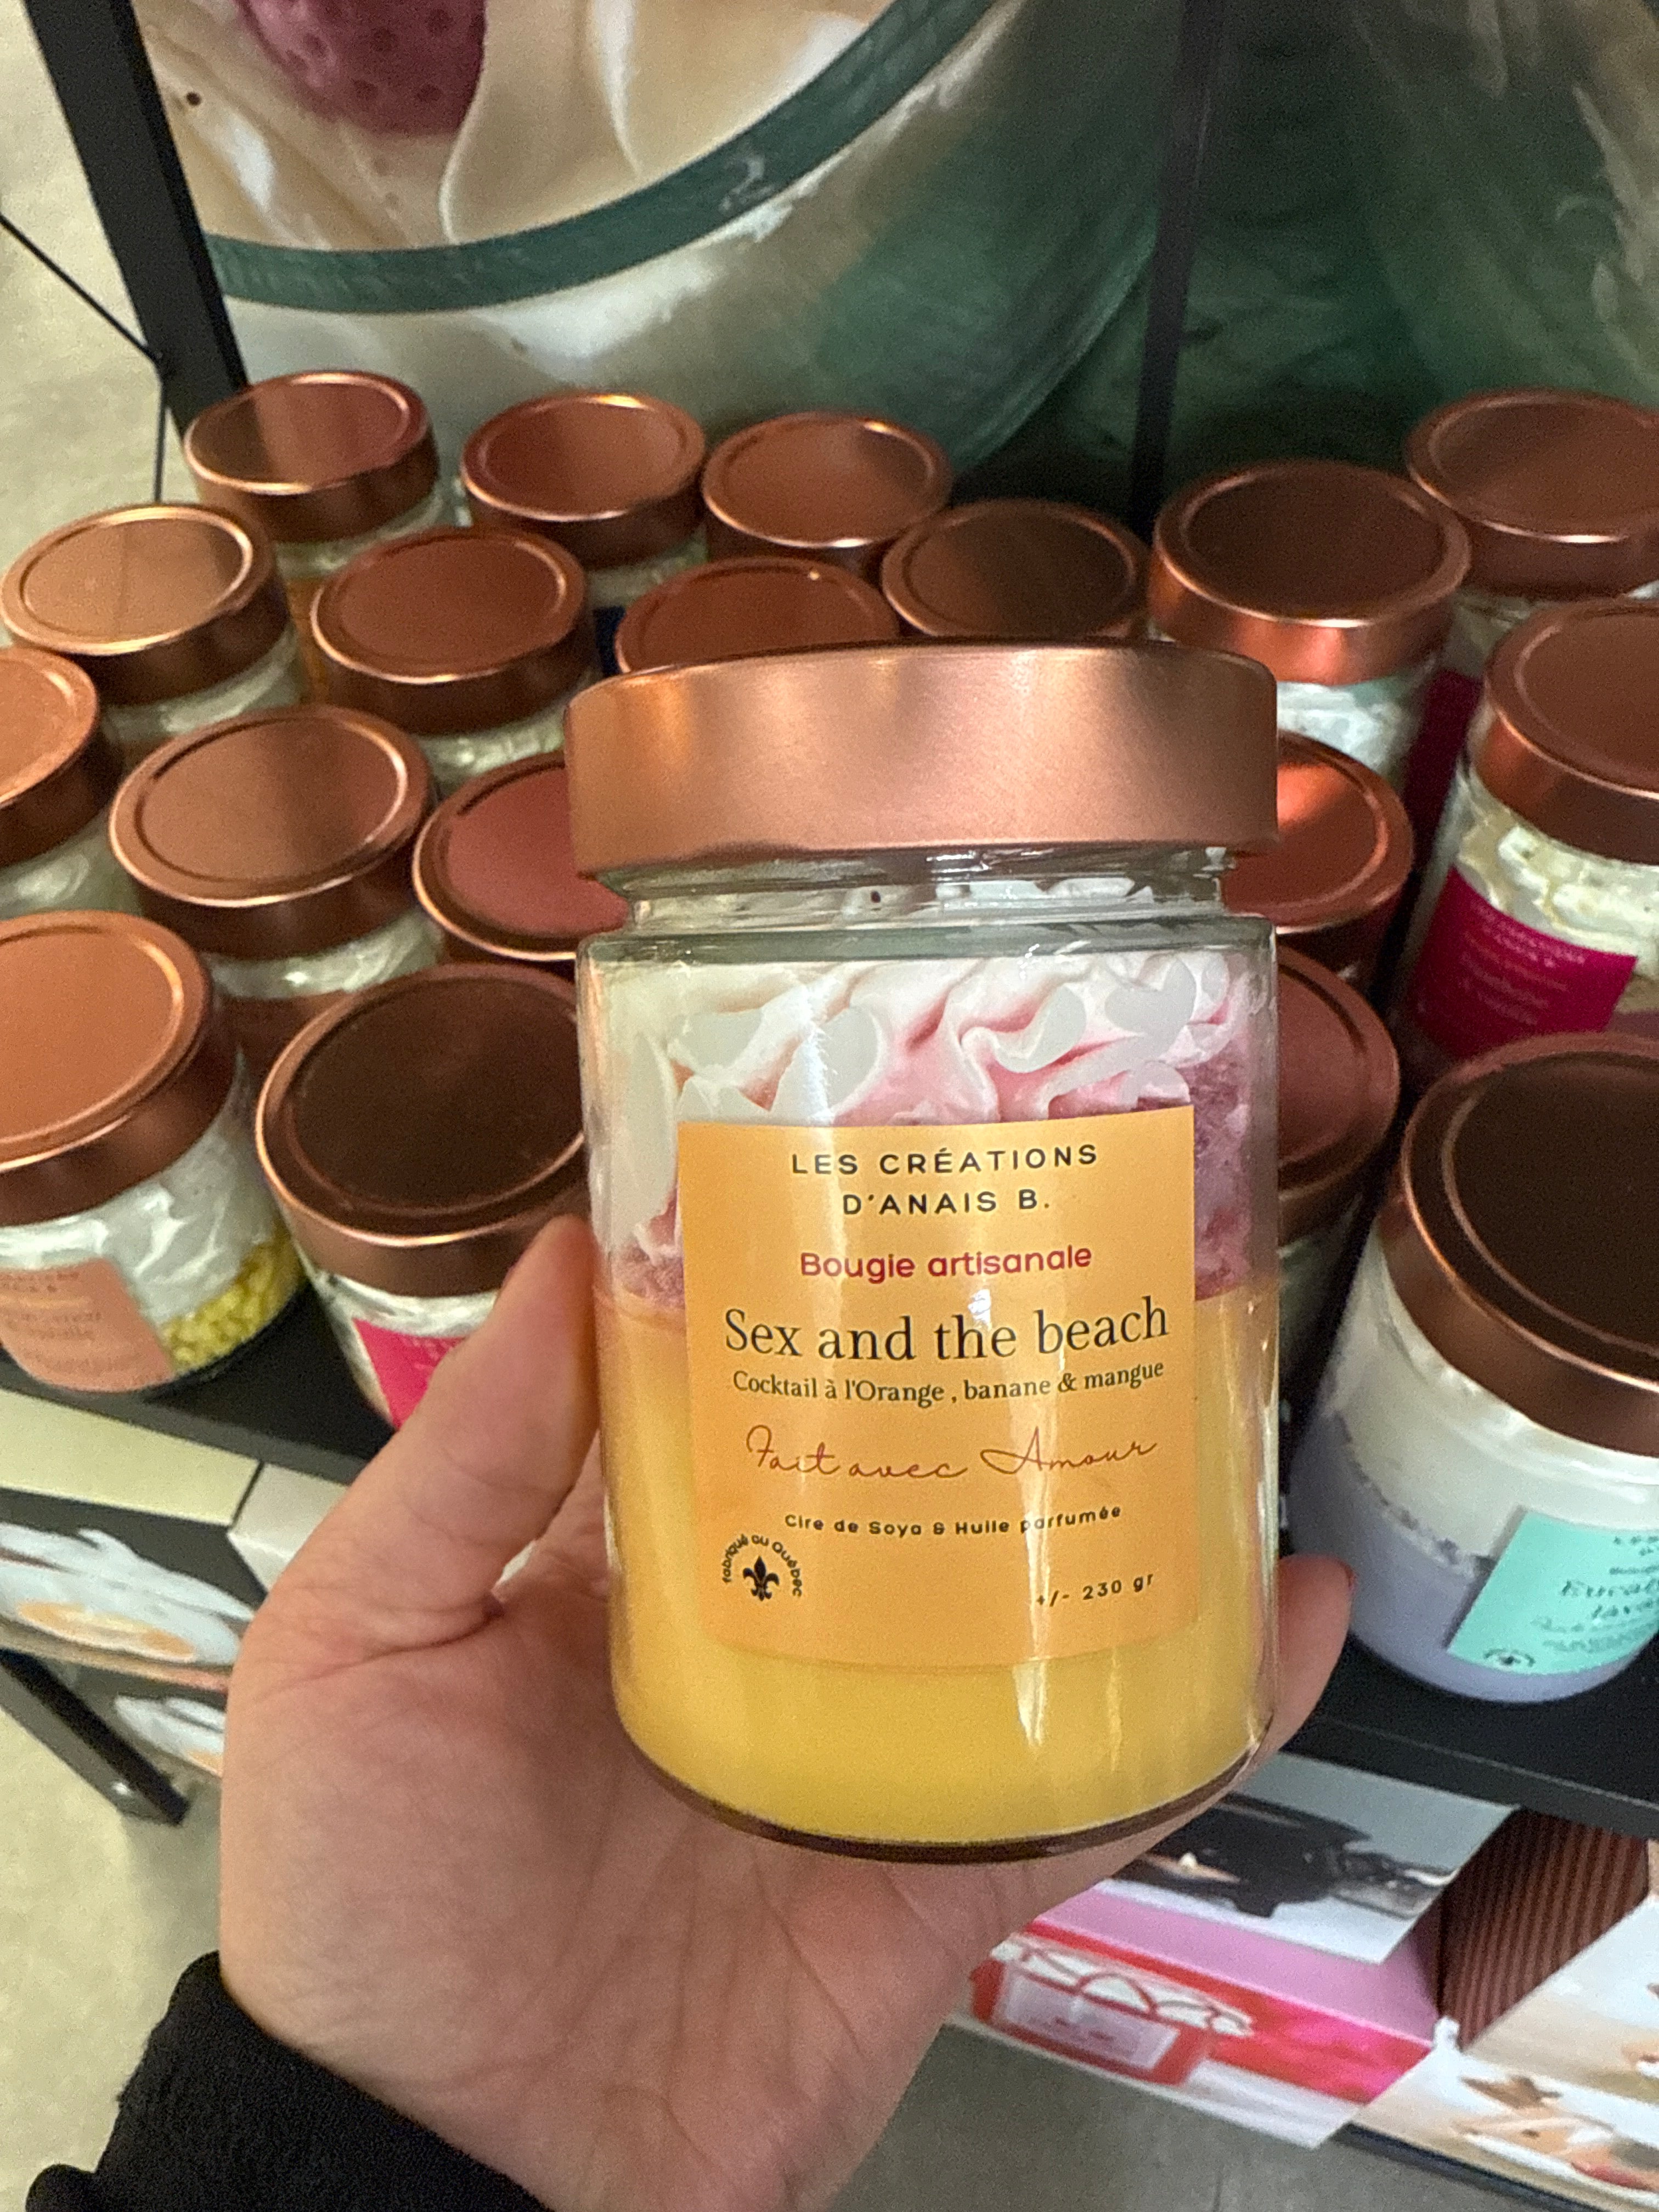 LES CRÉATIONS
D'ANAIS B.
Bougie artisanale
Sex and the beach
Cocktail à l'Orange , banane & mangue
Fait avec Amour
Cire de Soya & Huile parfumée
fabriqué au Québec
+/- 230 gr